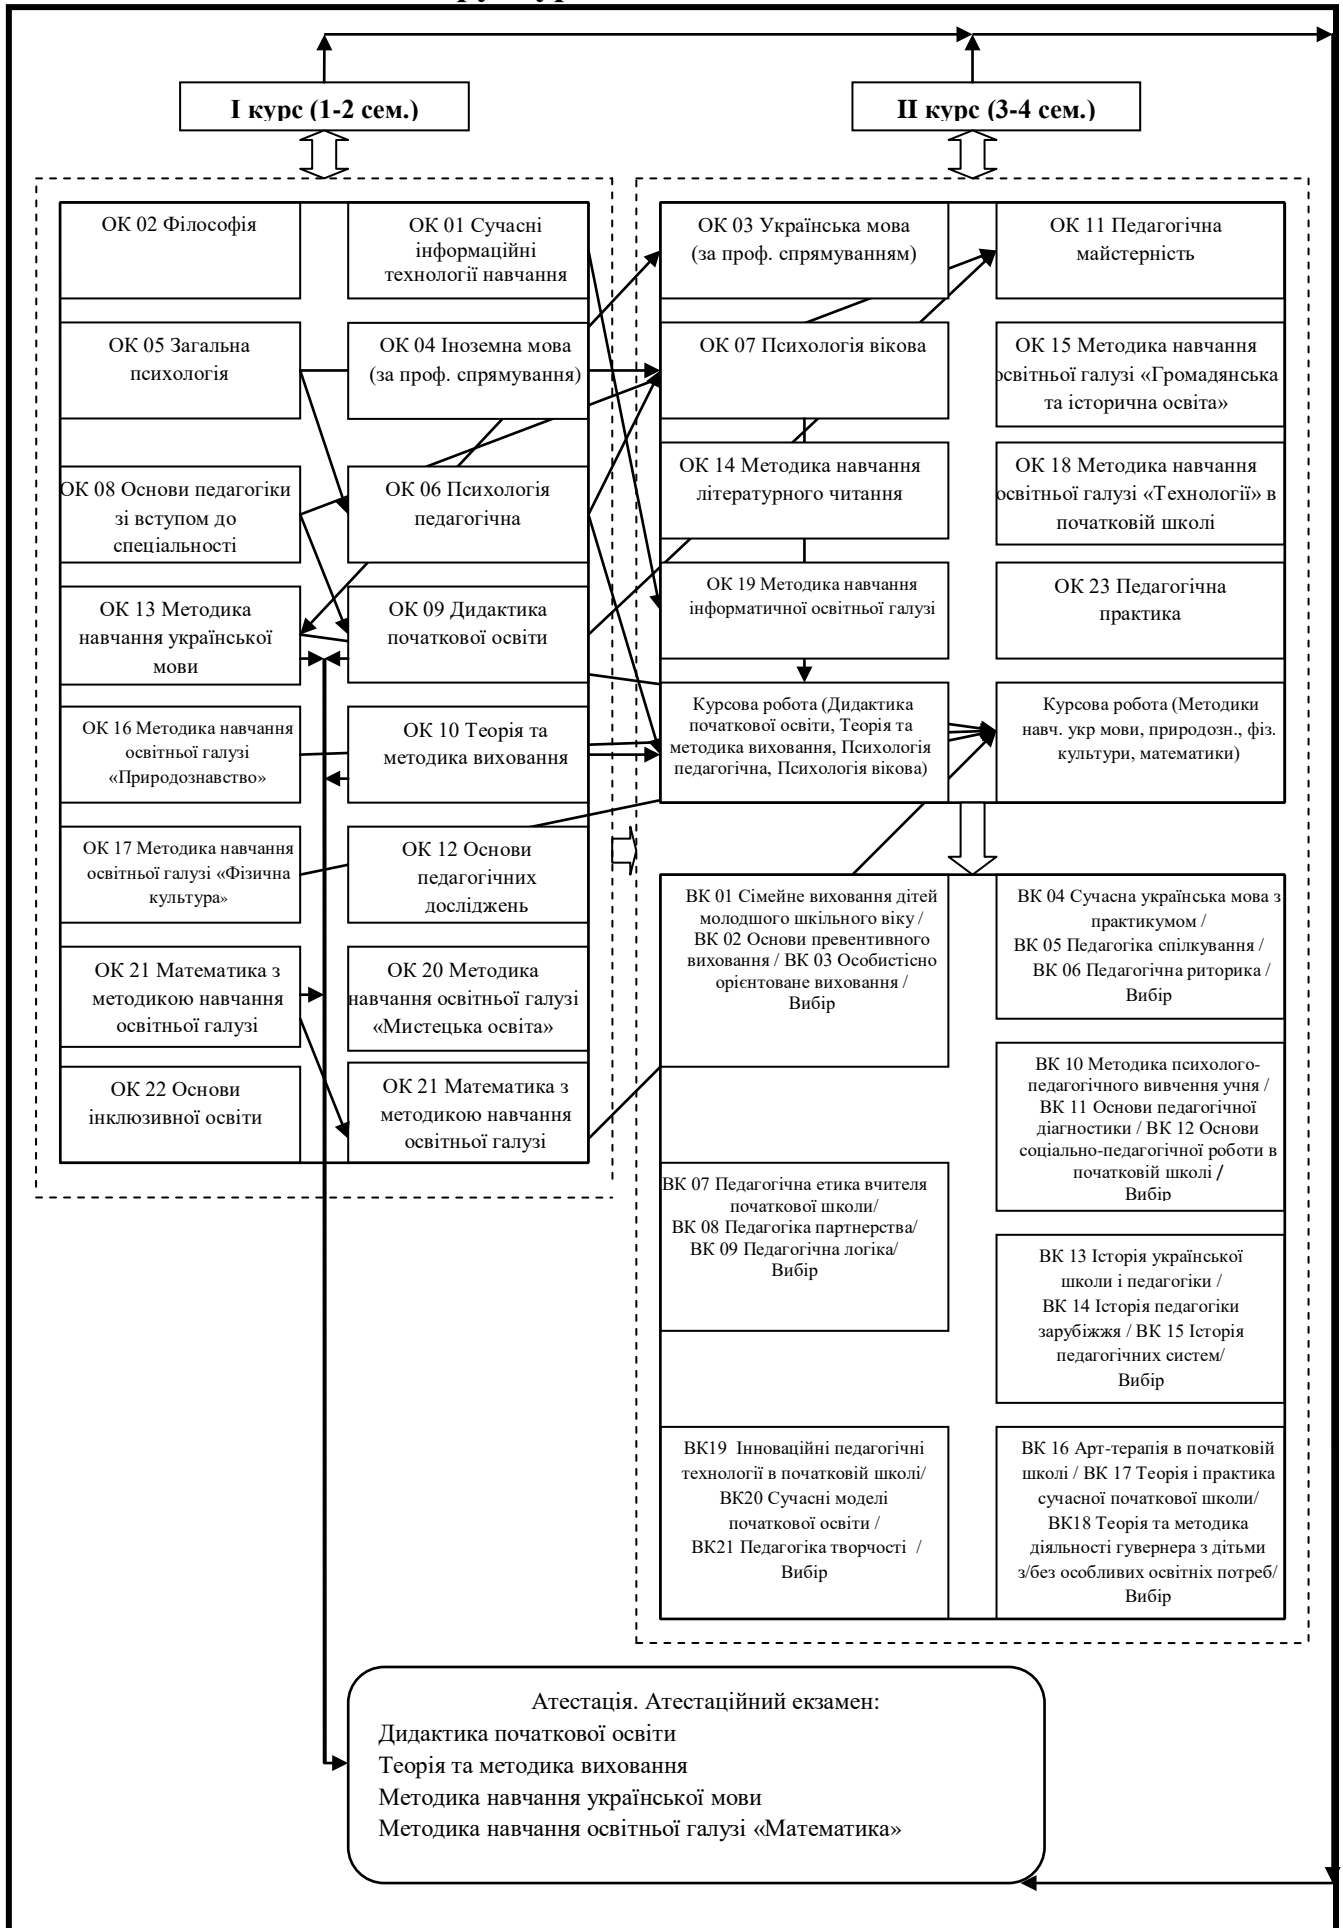 І курс (1-2 сем.)
ІІ курс (3-4 сем.)
ОК 02 Філософія
ОК 01 Сучасні
інформаційні
технології навчання
ОК 05 Загальна
психологія
ОК 04 Іноземна мова
(за проф. спрямування)
ОК 08 Основи педагогіки
зі вступом до
спеціальності
ОК 06 Психологія
педагогічна
ОК 13 Методика
навчання української
мови
ОК 09 Дидактика
початкової освіти
ОК 16 Методика навчання
освітньої галузі
«Природознавство»
ОК 10 Теорія та
методика виховання
ОК 17 Методика навчання
освітньої галузі «Фізична
культура»
ОК 12 Основи
педагогічних
досліджень
ОК 21 Математика з
методикою навчання
освітньої галузі
ОК 20 Методика
навчання освітньої галузі
«Мистецька освіта»
ОК 22 Основи
інклюзивної освіти
ОК 21 Математика з
методикою навчання
освітньої галузі
ОК 03 Українська мова
(за проф. спрямуванням)
ОК 11 Педагогічна
майстерність
ОК 07 Психологія вікова
ОК 15 Методика навчання
освітньої галузі «Громадянська
та історична освіта»
ОК 14 Методика навчання
літературного читання
ОК 18 Методика навчання
освітньої галузі «Технології» в
початковій школі
ОК 19 Методика навчання
інформатичної освітньої галузі
ОК 23 Педагогічна
практика
Курсова робота (Дидактика
початкової освіти, Теорія та
методика виховання, Психологія
педагогічна, Психологія вікова)
Курсова робота (Методики
навч. укр мови, природозн., фіз.
культури, математики)
ВК 01 Сімейне виховання дітей
молодшого шкільного віку /
ВК 02 Основи превентивного
виховання / ВК 03 Особистісно
орієнтоване виховання /
Вибір
ВК 04 Сучасна українська мова з
практикумом /
ВК 05 Педагогіка спілкування /
ВК 06 Педагогічна риторика /
Вибір
ВК 10 Методика психолого-
педагогічного вивчення учня /
ВК 11 Основи педагогічної
діагностики / ВК 12 Основи
соціально-педагогічної роботи в
початковій школі /
Вибір
ВК 07 Педагогічна етика вчителя
початкової школи/
ВК 08 Педагогіка партнерства/
ВК 09 Педагогічна логіка/
Вибір
ВК 13 Історія української
школи і педагогіки /
ВК 14 Історія педагогіки
зарубіжжя / ВК 15 Історія
педагогічних систем/
Вибір
ВК19 Інноваційні педагогічні
технології в початковій школі/
ВК20 Сучасні моделі
початкової освіти /
ВК21 Педагогіка творчості /
Вибір
ВК 16 Арт-терапія в початковій
школі / ВК 17 Теорія і практика
сучасної початкової школи/
ВК18 Теорія та методика
діяльності гувернера з дітьми
з/без особливих освітніх потреб/
Вибір
Атестація. Атестаційний екзамен:
Дидактика початкової освіти
Теорія та методика виховання
Методика навчання української мови
Методика навчання освітньої галузі «Математика»